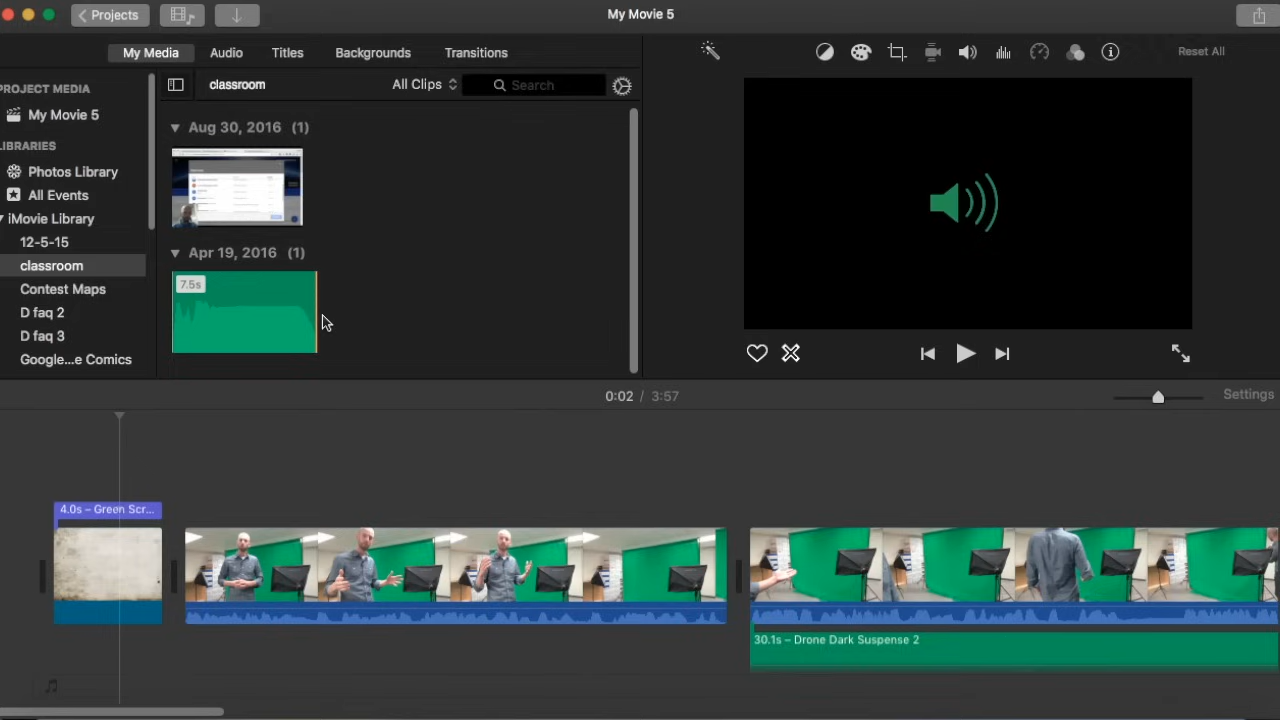 Projects
My Movie 5
My Media Audio Titles Backgrounds Transitions
Reset All
PROJECT MEDIA
My Movie 5
LIBRARIES
Photos Library
All Events
iMovie Library
12-5-15
classroom
Contest Maps
D faq 2
D faq 3
Google...e Comics
classroom All Clips Search
Aug 30, 2016 (1)
Apr 19, 2016 (1)
7.5s
0:02 / 3:57
Settings
4.0s – Green Scr...
30.1s – Drone Dark Suspense 2